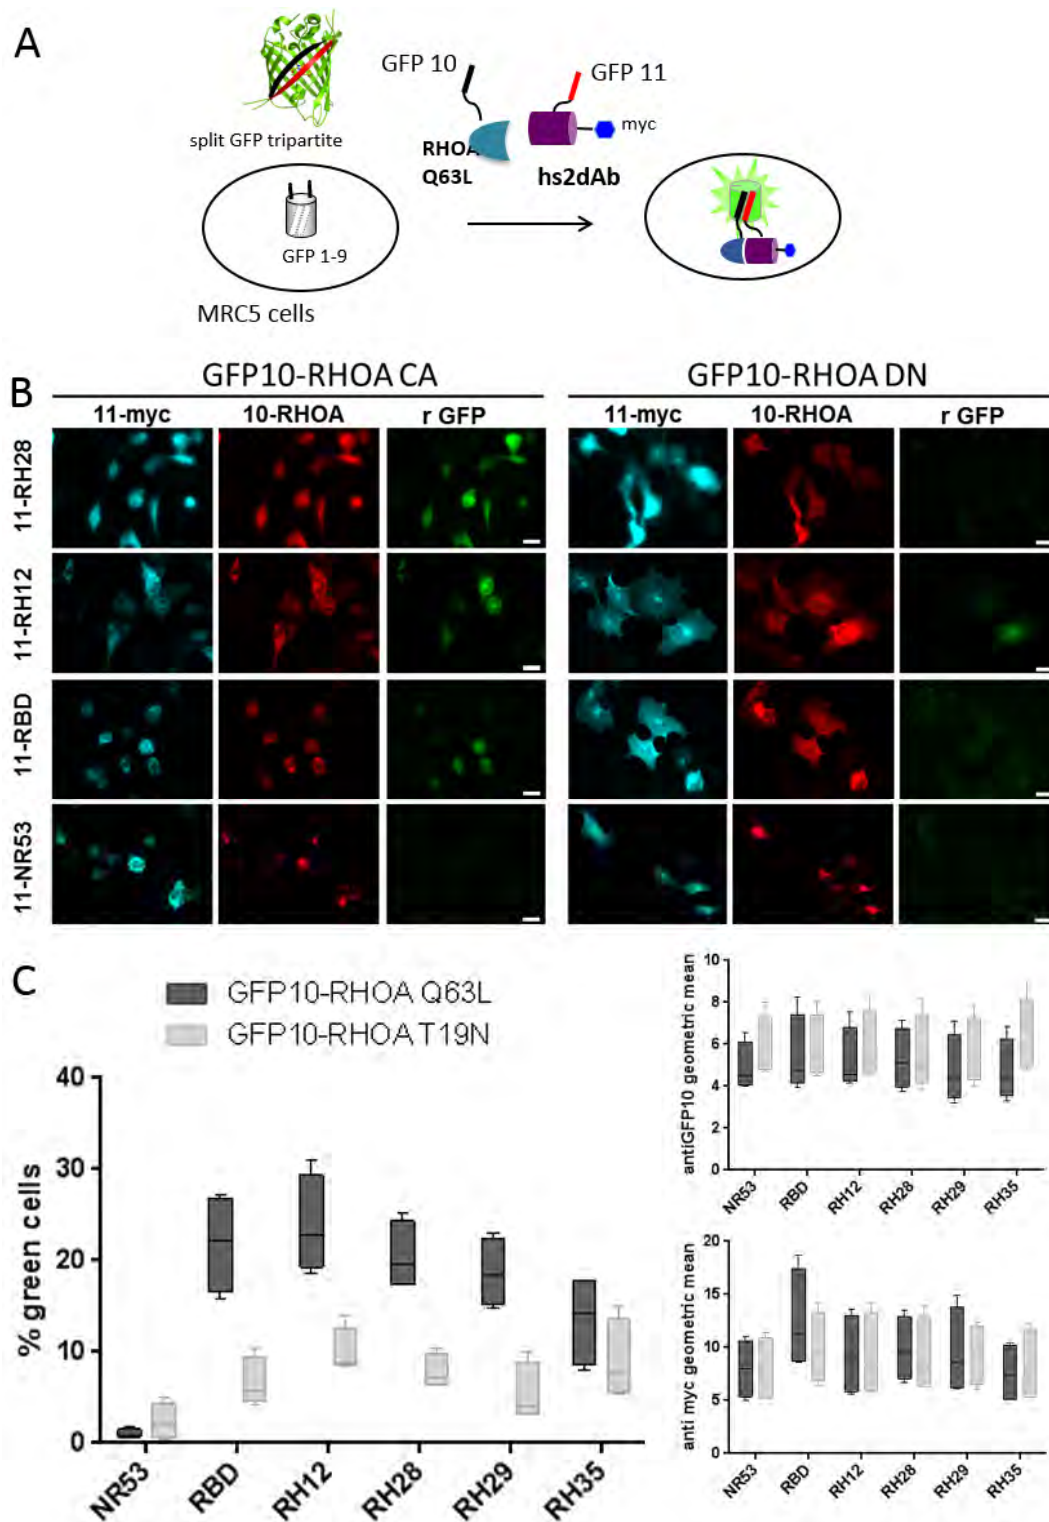 A
split GFP tripartite
GFP 10
GFP 11
RHOA
Q63L
hs2dAb
myc
GFP 1-9
MRC5 cells
B
GFP10-RHOA CA
GFP10-RHOA DN
11-myc
10-RHOA
r GFP
11-myc
10-RHOA
r GFP
11-RH28
11-RH12
11-RBD
11-NR53
C
GFP10-RHOA Q63L
GFP10-RHOA T19N
% green cells
40
30
20
10
0
NR53
RBD
RH12
RH28
RH29
RH35
antiGFP10 geometric mean
10
8
6
4
2
0
NR53
RBD
RH12
RH28
RH29
RH35
anti myc geometric mean
20
15
10
5
0
NR53
RBD
RH12
RH28
RH29
RH35